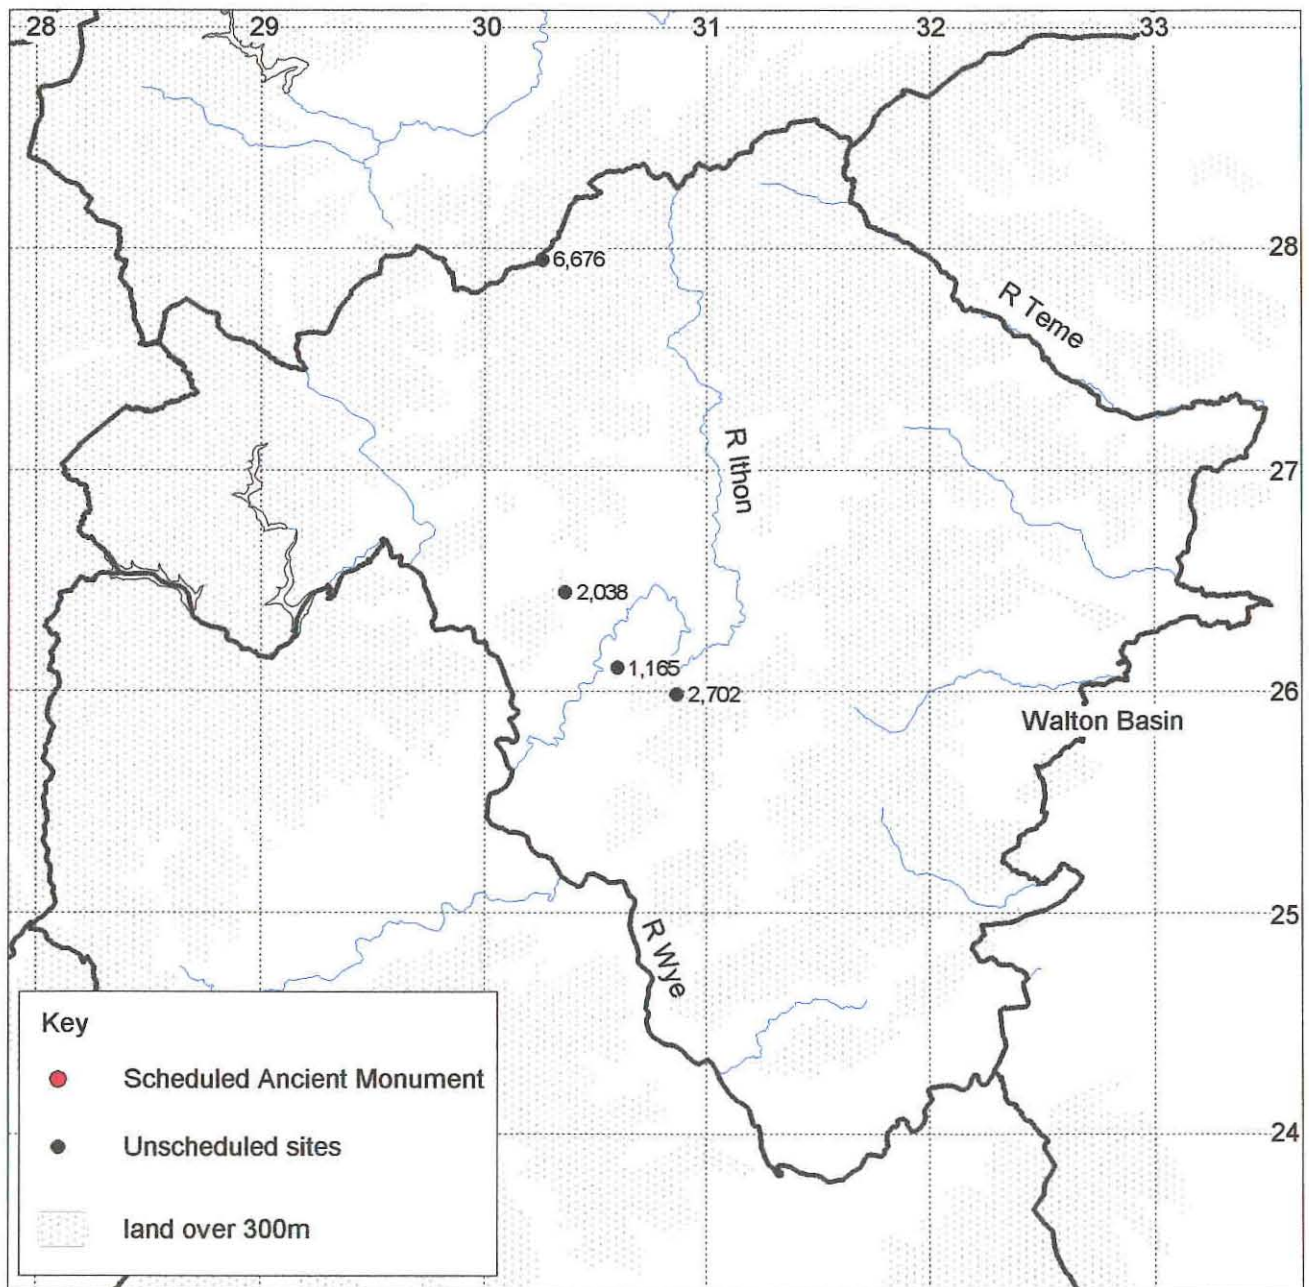 28 29 30 31 32 33
28
6,676
R Teme
R Ithon
27
2,038
1,165
2,702
26
Walton Basin
25
R Wye
Key
Scheduled Ancient Monument
Unscheduled sites
24
land over 300m